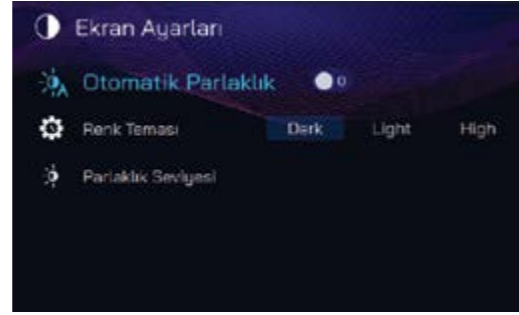 Ekran Ayarları
Otomatik Parlaklık 0
Renk Teması Dark Light High
Parlaklık Seviyesi